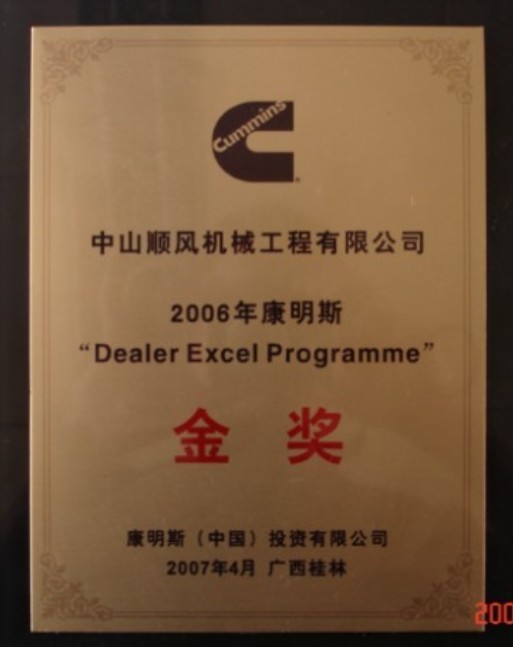 Cummins
中山顺风机械工程有限公司
2006年康明斯
“Dealer Excel Programme”
金 奖
康明斯（中国）投资有限公司
2007年4月 广西桂林
200